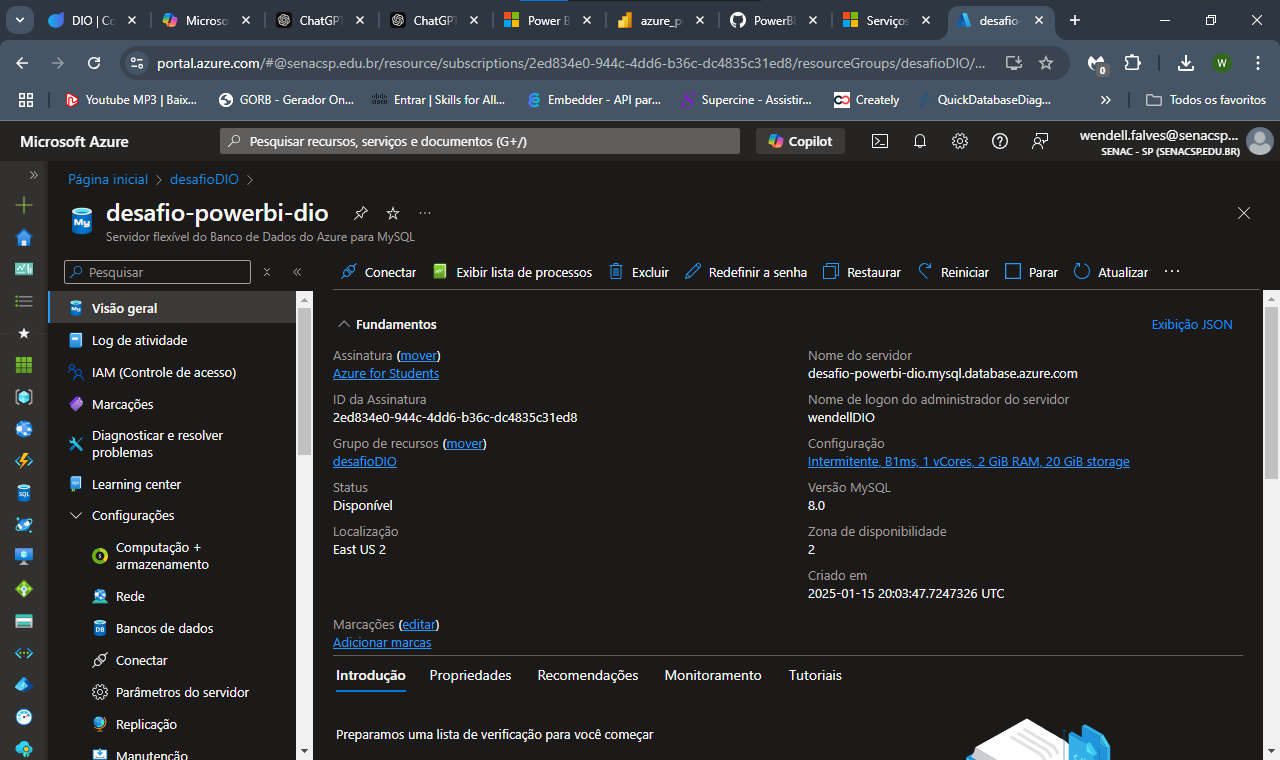 DIO | Co
Microso
ChatGPT
ChatGPT
Power B
azure_p
PowerBI
Serviços
desafio-
portal.azure.com/#@senacsp.edu.br/resource/subscriptions/2ed834e0-944c-4dd6-b36c-dc4835c31ed8/resourceGroups/desafioDIO/...
0
W
Youtube MP3 | Baix...
GORB - Gerador On...
Entrar | Skills for All...
Embedder - API par...
Supercine - Assistir...
Creately
QuickDatabaseDiag...
Todos os favoritos
Microsoft Azure
Pesquisar recursos, serviços e documentos (G+/)
Copilot
wendell.falves@senacsp...
SENAC - SP (SENACSP.EDU.BR)
Página inicial
desafioDIO
My
desafio-powerbi-dio
Servidor flexível do Banco de Dados do Azure para MySQL
Pesquisar
Conectar
Exibir lista de processos
Excluir
Redefinir a senha
Restaurar
Reiniciar
Parar
Atualizar
Visão geral
Log de atividade
IAM (Controle de acesso)
Marcações
Diagnosticar e resolver
problemas
Learning center
Configurações
Computação +
armazenamento
Rede
Bancos de dados
Conectar
Parâmetros do servidor
Replicação
Manutenção
Fundamentos
Exibição JSON
Assinatura (mover)
Azure for Students
ID da Assinatura
2ed834e0-944c-4dd6-b36c-dc4835c31ed8
Grupo de recursos (mover)
desafioDIO
Status
Disponível
Localização
East US 2
Nome do servidor
desafio-powerbi-dio.mysql.database.azure.com
Nome de logon do administrador do servidor
wendellDIO
Configuração
Intermitente, B1ms, 1 vCores, 2 GiB RAM, 20 GiB storage
Versão MySQL
8.0
Zona de disponibilidade
2
Criado em
2025-01-15 20:03:47.7247326 UTC
Marcações (editar)
Adicionar marcas
Introdução
Propriedades
Recomendações
Monitoramento
Tutoriais
Preparamos uma lista de verificação para você começar